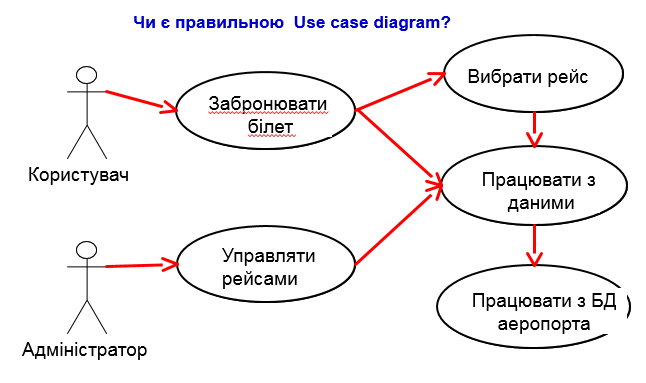 Чи є правильною Use case diagram?
Вибрати рейс
Забронювати
білет
Користувач
Працювати з
даними
Управляти
рейсами
Працювати з БД
аеропорта
Адміністратор